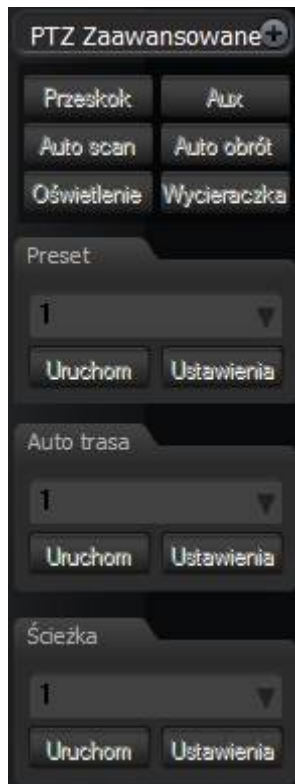 PTZ Zaawansowane
Przeskok Aux
Auto scan Auto obrót
Oświetlenie Wycieraczka
Preset
1
Uruchom Ustawienia
Auto trasa
1
Uruchom Ustawienia
Ścieżka
1
Uruchom Ustawienia